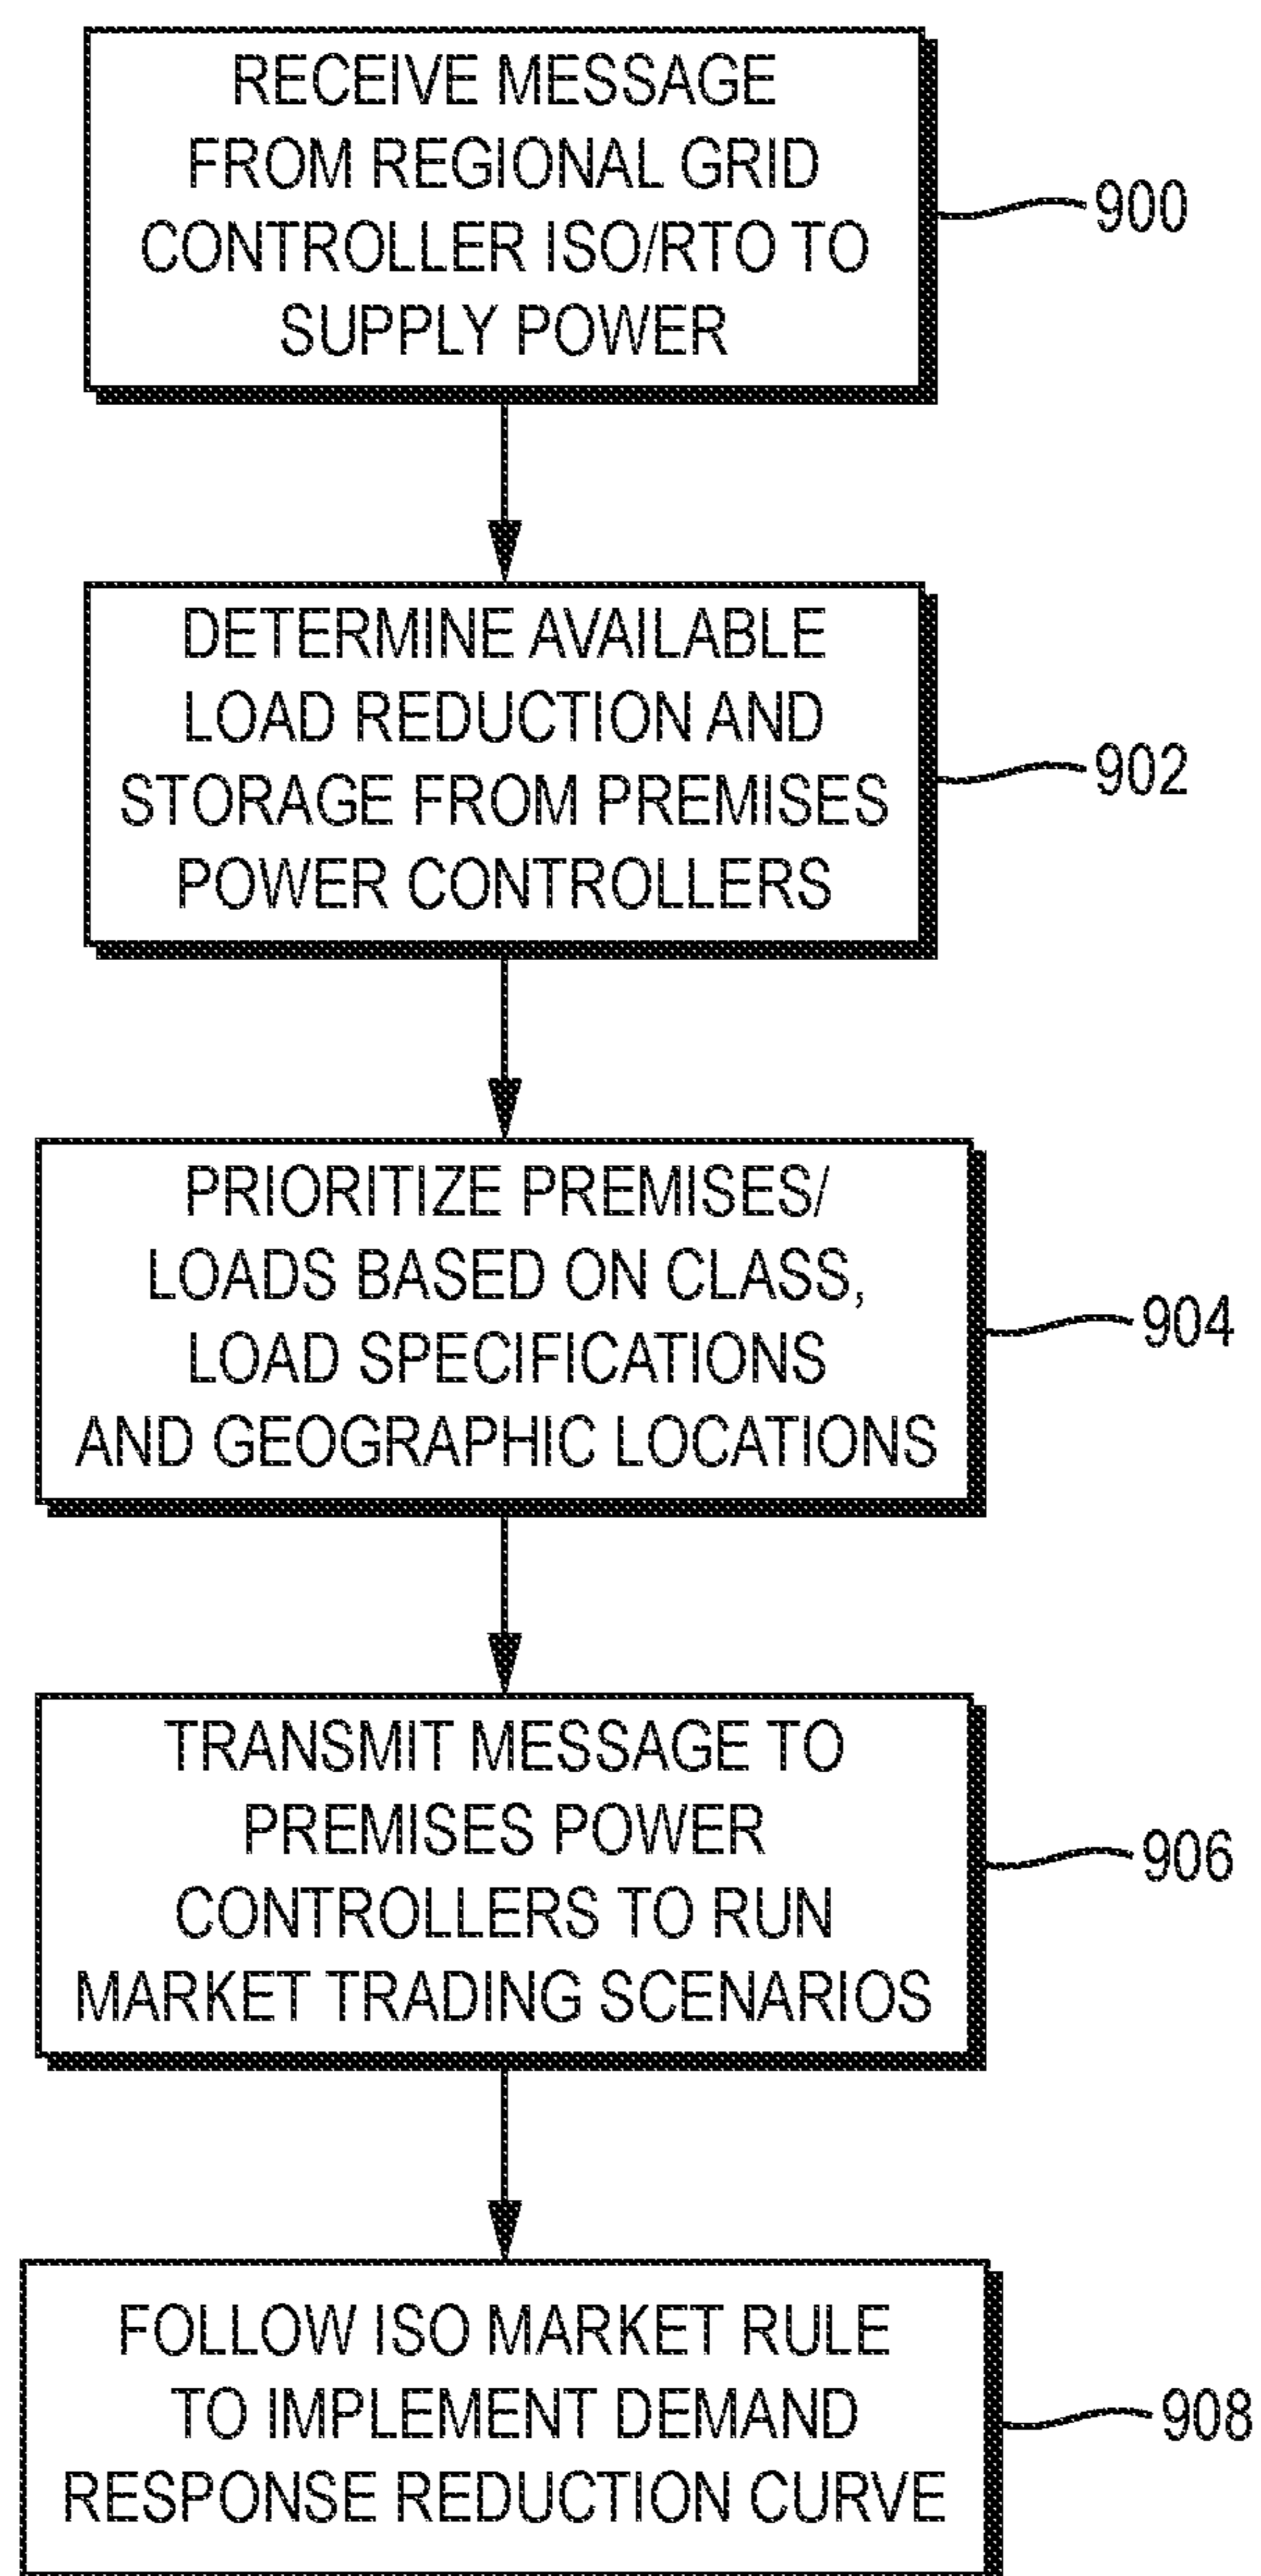 RECEIVE MESSAGE
FROM REGIONAL GRID
CONTROLLER ISO/RTO TO
SUPPLY POWER
900
DETERMINE AVAILABLE
LOAD REDUCTION AND
STORAGE FROM PREMISES
POWER CONTROLLERS
902
PRIORITIZE PREMISES/
LOADS BASED ON CLASS,
LOAD SPECIFICATIONS
AND GEOGRAPHIC LOCATIONS
904
TRANSMIT MESSAGE TO
PREMISES POWER
CONTROLLERS TO RUN
MARKET TRADING SCENARIOS
906
FOLLOW ISO MARKET RULE
TO IMPLEMENT DEMAND
RESPONSE REDUCTION CURVE
908